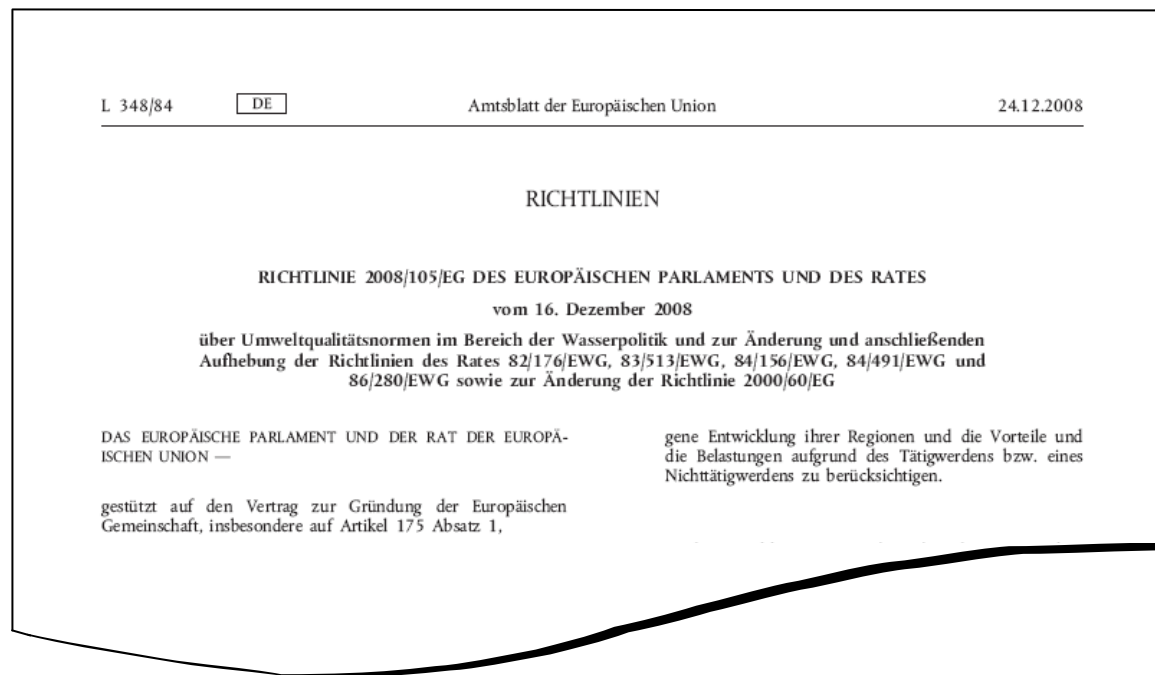 L 348/84 DE Amtsblatt der Europäischen Union 24.12.2008
RICHTLINIEN
RICHTLINIE 2008/105/EG DES EUROPÄISCHEN PARLAMENTS UND DES RATES
vom 16. Dezember 2008
über Umweltqualitätsnormen im Bereich der Wasserpolitik und zur Änderung und anschließenden
Aufhebung der Richtlinien des Rates 82/176/EWG, 83/513/EWG, 84/156/EWG, 84/491/EWG und
86/280/EWG sowie zur Änderung der Richtlinie 2000/60/EG
DAS EUROPÄISCHE PARLAMENT UND DER RAT DER EUROPÄ-
ISCHEN UNION —
gestützt auf den Vertrag zur Gründung der Europäischen
Gemeinschaft, insbesondere auf Artikel 175 Absatz 1,
gene Entwicklung ihrer Regionen und die Vorteile und
die Belastungen aufgrund des Tätigwerdens bzw. eines
Nichttätigwerdens zu berücksichtigen.